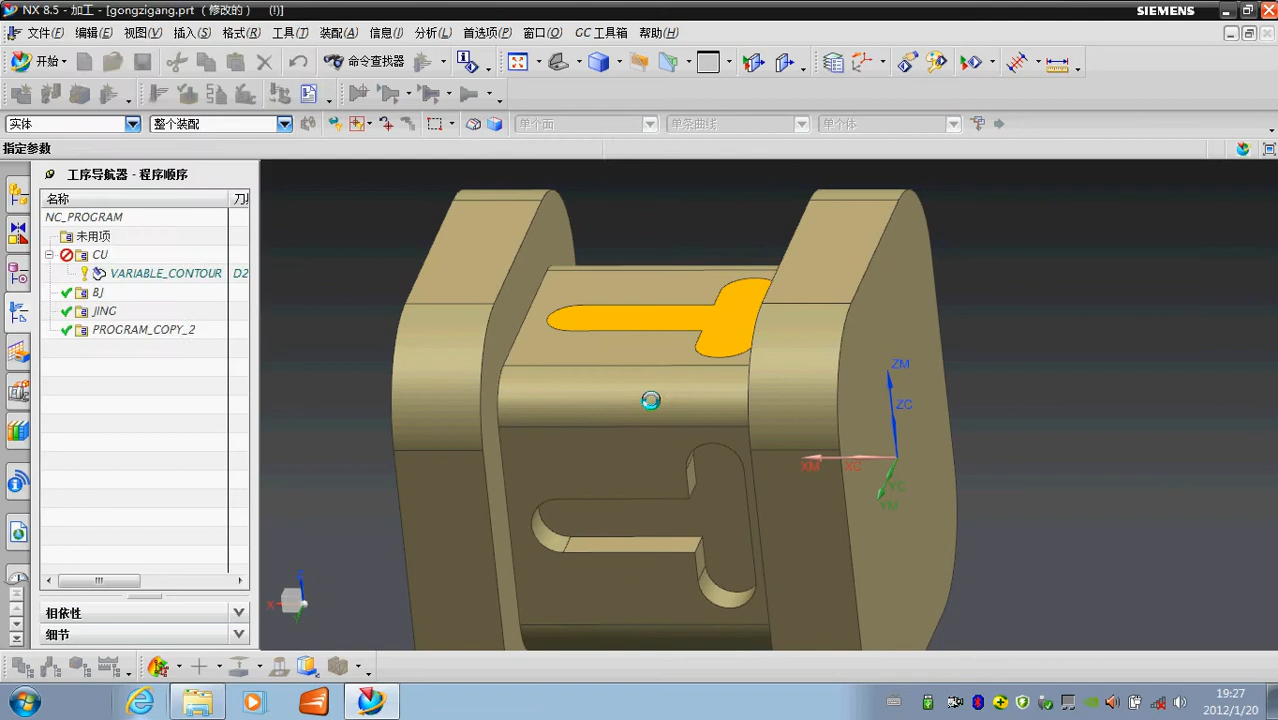 NX 8.5 - 加工 - [gongzigang.prt （修改的） (!)]
SIEMENS
文件(F) 编辑(E) 视图(V) 插入(S) 格式(R) 工具(T) 装配(A) 信息(I) 分析(L) 首选项(P) 窗口(O) GC 工具箱 帮助(H)
开始 命令查找器
实体 整个装配 单个面 单条曲线 单个体
指定参数
工序导航器 - 程序顺序
名称 刀
NC_PROGRAM
未用项
CU
VARIABLE_CONTOUR D2
BJ
JING
PROGRAM_COPY_2
相依性
细节
ZM
ZC
XM XC
YC
YM
Z
X
Y
19:27
2012/1/20